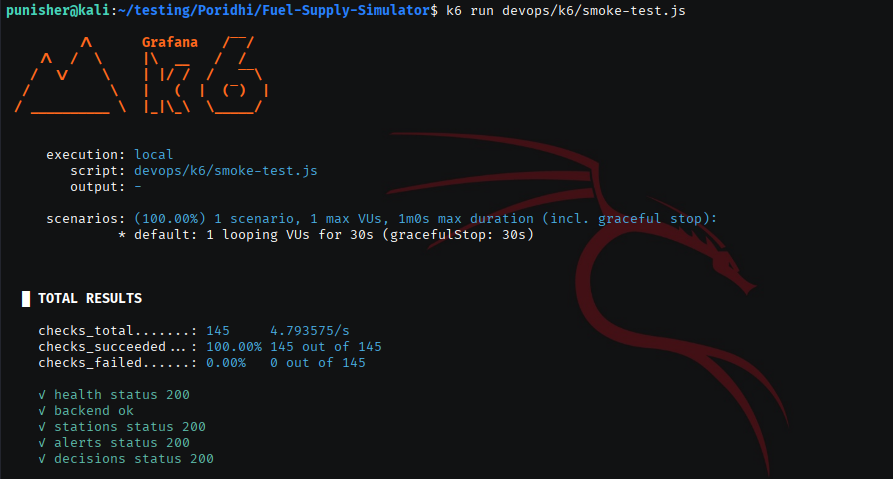 punisher@kali:~/testing/Poridhi/Fuel-Supply-Simulator$ k6 run devops/k6/smoke-test.js
Grafana
k6
execution: local
script: devops/k6/smoke-test.js
output: -
scenarios: (100.00%) 1 scenario, 1 max VUs, 1m0s max duration (incl. graceful stop):
* default: 1 looping VUs for 30s (gracefulStop: 30s)
█ TOTAL RESULTS
checks_total.......: 145 4.793575/s
checks_succeeded...: 100.00% 145 out of 145
checks_failed......: 0.00% 0 out of 145
✓ health status 200
✓ backend ok
✓ stations status 200
✓ alerts status 200
✓ decisions status 200